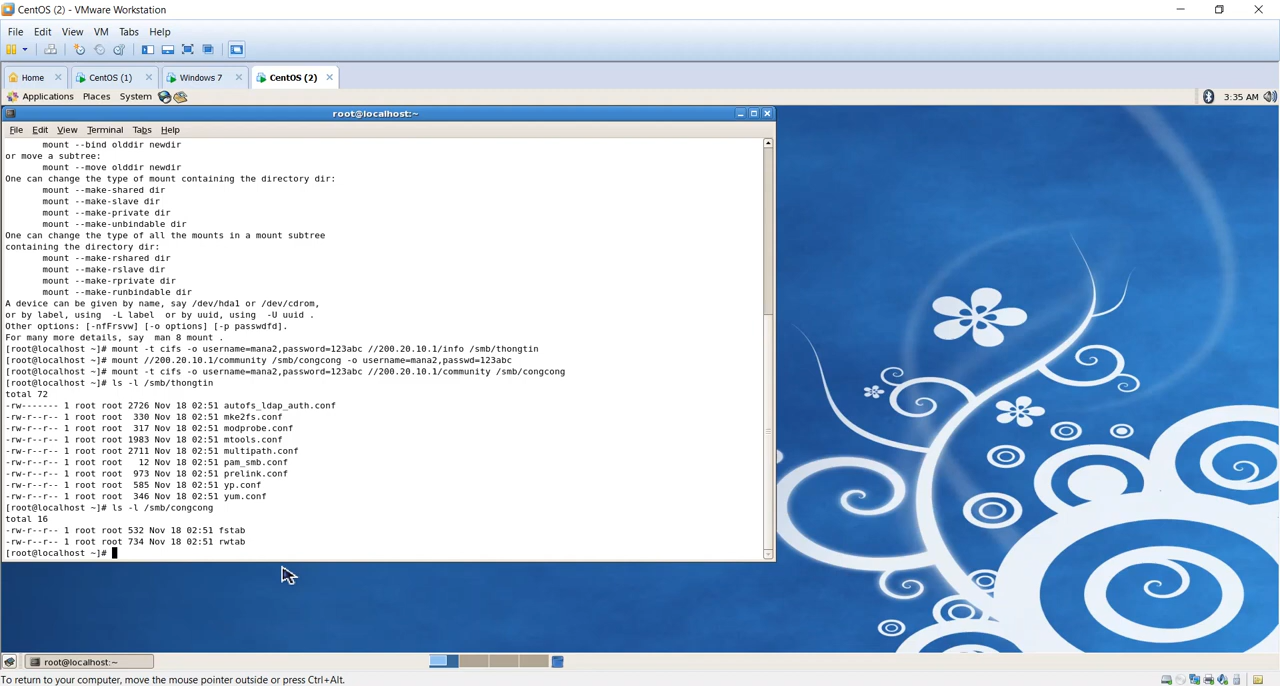 CentOS (2) - VMware Workstation
File Edit View VM Tabs Help
Home CentOS (1) Windows 7 CentOS (2)
Applications Places System 3:35 AM
root@localhost:~
File Edit View Terminal Tabs Help
mount --bind olddir newdir
or move a subtree:
mount --move olddir newdir
One can change the type of mount containing the directory dir:
mount --make-shared dir
mount --make-slave dir
mount --make-private dir
mount --make-unbindable dir
One can change the type of all the mounts in a mount subtree
containing the directory dir:
mount --make-rshared dir
mount --make-rslave dir
mount --make-rprivate dir
mount --make-runbindable dir
A device can be given by name, say /dev/hda1 or /dev/cdrom,
or by label, using -L label or by uuid, using -U uuid .
Other options: [-nfFrsvw] [-o options] [-p passwdfd].
For many more details, say man 8 mount .
[root@localhost ~]# mount -t cifs -o username=mana2,password=123abc //200.20.10.1/info /smb/thongtin
[root@localhost ~]# mount //200.20.10.1/community /smb/congcong -o username=mana2,passwd=123abc
[root@localhost ~]# mount -t cifs -o username=mana2,password=123abc //200.20.10.1/community /smb/congcong
[root@localhost ~]# ls -l /smb/thongtin
total 72
-rw------- 1 root root 2726 Nov 18 02:51 autofs_ldap_auth.conf
-rw-r--r-- 1 root root 330 Nov 18 02:51 mke2fs.conf
-rw-r--r-- 1 root root 317 Nov 18 02:51 modprobe.conf
-rw-r--r-- 1 root root 1983 Nov 18 02:51 mtools.conf
-rw-r--r-- 1 root root 2711 Nov 18 02:51 multipath.conf
-rw-r--r-- 1 root root 12 Nov 18 02:51 pam_smb.conf
-rw-r--r-- 1 root root 973 Nov 18 02:51 prelink.conf
-rw-r--r-- 1 root root 585 Nov 18 02:51 yp.conf
-rw-r--r-- 1 root root 346 Nov 18 02:51 yum.conf
[root@localhost ~]# ls -l /smb/congcong
total 16
-rw-r--r-- 1 root root 532 Nov 18 02:51 fstab
-rw-r--r-- 1 root root 734 Nov 18 02:51 rwtab
[root@localhost ~]#
root@localhost:~
To return to your computer, move the mouse pointer outside or press Ctrl+Alt.